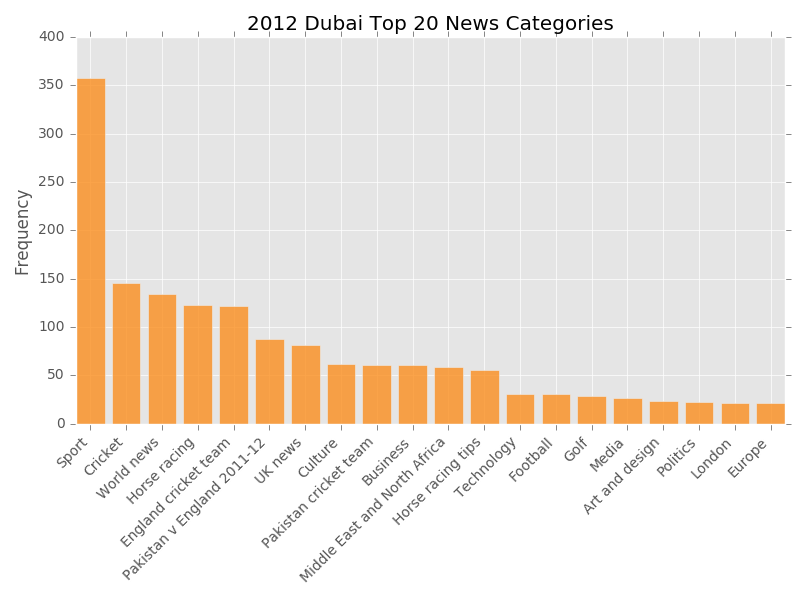 2012 Dubai Top 20 News Categories
400
350
300
250
200
150
100
50
0
Frequency
Sport
Cricket
World news
Horse racing
England cricket team
Pakistan v England 2011-12
UK news
Culture
Pakistan cricket team
Business
Middle East and North Africa
Horse racing tips
Technology
Football
Golf
Media
Art and design
Politics
London
Europe